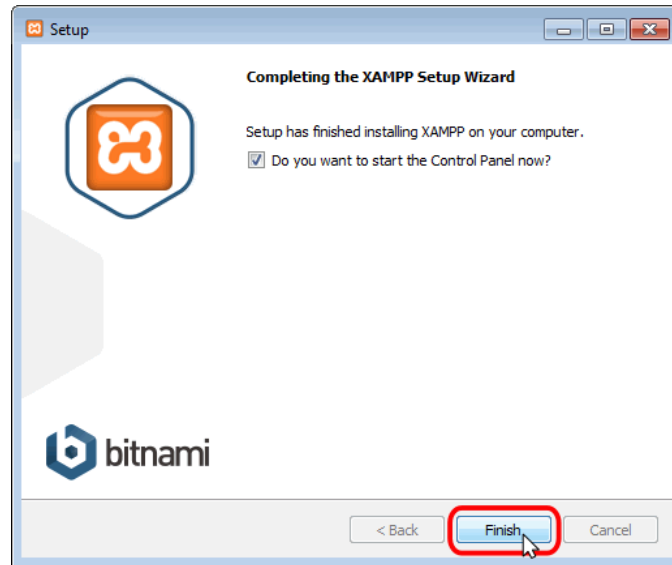 Setup
Completing the XAMPP Setup Wizard
Setup has finished installing XAMPP on your computer.
Do you want to start the Control Panel now?
bitnami
< Back
Finish
Cancel